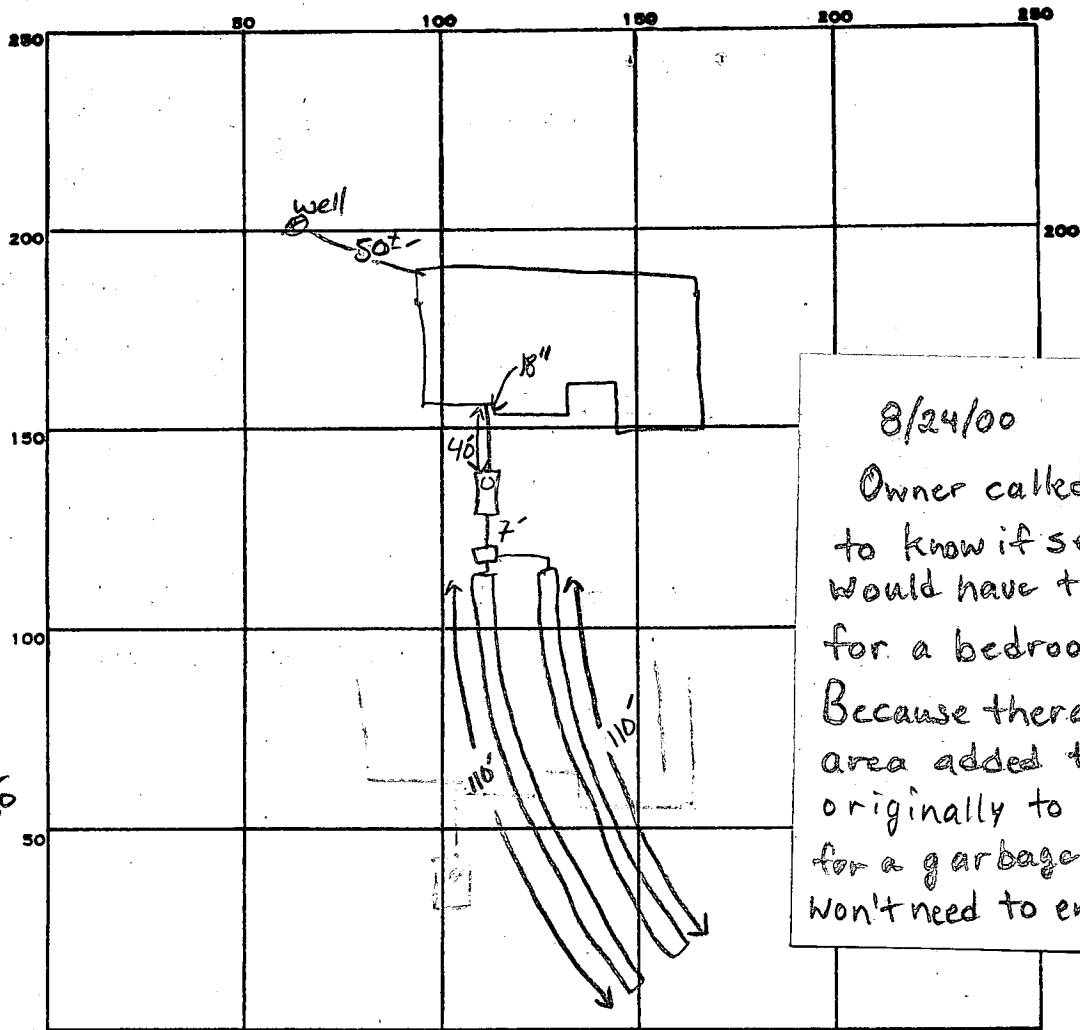 50 100 150 200 250
250
well
200 200
50±
18"
150
40'
7'
100
110' 110'
50
8/24/00
Owner called
to know if se
would have t
for a bedroo
Because there
area added t
originally to
for a garbage
won't need to en